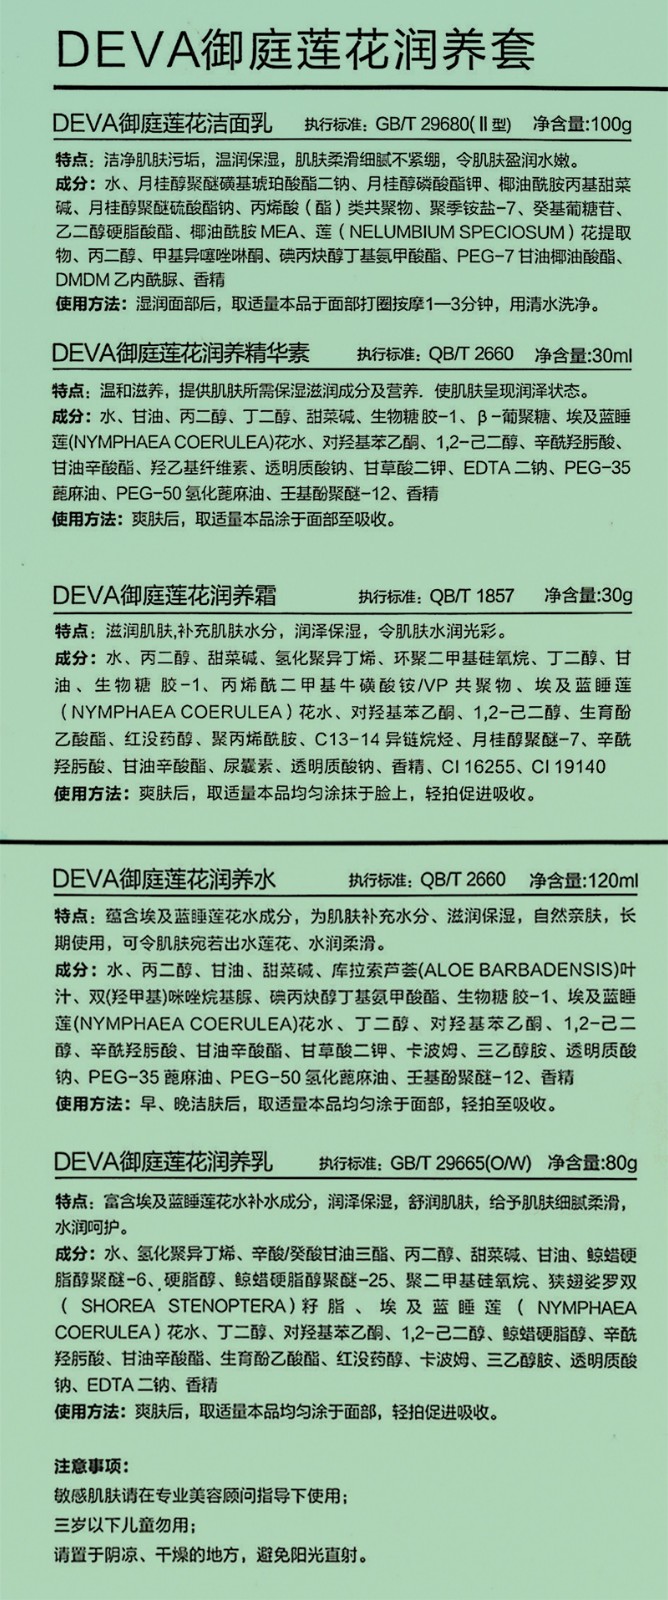 DEVA御庭莲花润养套
DEVA御庭莲花洁面乳 执行标准：GB/T 29680(Ⅱ型) 净含量:100g
特点：洁净肌肤污垢，温润保湿，肌肤柔滑细腻不紧绷，令肌肤盈润水嫩。
成分：水、月桂醇聚醚磺基琥珀酸酯二钠、月桂醇磷酸酯钾、椰油酰胺丙基甜菜
碱、月桂醇聚醚硫酸酯钠、丙烯酸（酯）类共聚物、聚季铵盐-7、癸基葡糖苷、
乙二醇硬脂酸酯、椰油酰胺 MEA、莲（NELUMBIUM SPECIOSUM）花提取
物、丙二醇、甲基异噻唑啉酮、碘丙炔醇丁基氨甲酸酯、PEG-7 甘油椰油酸酯、
DMDM 乙内酰脲、香精
使用方法：湿润面部后，取适量本品于面部打圈按摩1—3分钟，用清水洗净。
DEVA御庭莲花润养精华素 执行标准：QB/T 2660 净含量:30ml
特点：温和滋养，提供肌肤所需保湿滋润成分及营养．使肌肤呈现润泽状态。
成分：水、甘油、丙二醇、丁二醇、甜菜碱、生物糖胶-1、β-葡聚糖、埃及蓝睡
莲(NYMPHAEA COERULEA)花水、对羟基苯乙酮、1,2-己二醇、辛酰羟肟酸、
甘油辛酸酯、羟乙基纤维素、透明质酸钠、甘草酸二钾、EDTA 二钠、PEG-35
蓖麻油、PEG-50 氢化蓖麻油、壬基酚聚醚-12、香精
使用方法：爽肤后，取适量本品涂于面部至吸收。
DEVA御庭莲花润养霜 执行标准：QB/T 1857 净含量:30g
特点：滋润肌肤,补充肌肤水分，润泽保湿，令肌肤水润光彩。
成分：水、丙二醇、甜菜碱、氢化聚异丁烯、环聚二甲基硅氧烷、丁二醇、甘
油、生物糖 胶-1、丙烯酰二甲基牛磺酸铵/VP 共聚物、埃及蓝睡莲
（NYMPHAEA COERULEA）花水、对羟基苯乙酮、1,2-己二醇、生育酚
乙酸酯、红没药醇、聚丙烯酰胺、C13-14 异链烷烃、月桂醇聚醚-7、辛酰
羟肟酸、甘油辛酸酯、尿囊素、透明质酸钠、香精、CI 16255、CI 19140
使用方法：爽肤后，取适量本品均匀涂抹于脸上，轻拍促进吸收。
DEVA御庭莲花润养水 执行标准：QB/T 2660 净含量:120ml
特点：蕴含埃及蓝睡莲花水成分，为肌肤补充水分、滋润保湿，自然亲肤，长
期使用，可令肌肤宛若出水莲花、水润柔滑。
成分：水、丙二醇、甘油、甜菜碱、库拉索芦荟(ALOE BARBADENSIS)叶
汁、双(羟甲基)咪唑烷基脲、碘丙炔醇丁基氨甲酸酯、生物糖 胶-1、埃及蓝睡
莲(NYMPHAEA COERULEA)花水、丁二醇、对羟基苯乙酮、1,2-己二
醇、辛酰羟肟酸、甘油辛酸酯、甘草酸二钾、卡波姆、三乙醇胺、透明质酸
钠、PEG-35 蓖麻油、PEG-50 氢化蓖麻油、壬基酚聚醚-12、香精
使用方法：早、晚洁肤后，取适量本品均匀涂于面部，轻拍至吸收。
DEVA御庭莲花润养乳 执行标准：GB/T 29665(O/W) 净含量:80g
特点：富含埃及蓝睡莲花水补水成分，润泽保湿，舒润肌肤，给予肌肤细腻柔滑，
水润呵护。
成分：水、氢化聚异丁烯、辛酸/癸酸甘油三酯、丙二醇、甜菜碱、甘油、鲸蜡硬
脂醇聚醚-6、硬脂醇、鲸蜡硬脂醇聚醚-25、聚二甲基硅氧烷、狭翅娑罗双
（SHOREA STENOPTERA）籽脂、埃及蓝睡莲（NYMPHAEA
COERULEA）花水、丁二醇、对羟基苯乙酮、1,2-己二醇、鲸蜡硬脂醇、辛酰
羟肟酸、甘油辛酸酯、生育酚乙酸酯、红没药醇、卡波姆、三乙醇胺、透明质酸
钠、EDTA 二钠、香精
使用方法：爽肤后，取适量本品均匀涂于面部，轻拍促进吸收。
注意事项：
敏感肌肤请在专业美容顾问指导下使用；
三岁以下儿童勿用；
请置于阴凉、干燥的地方，避免阳光直射。